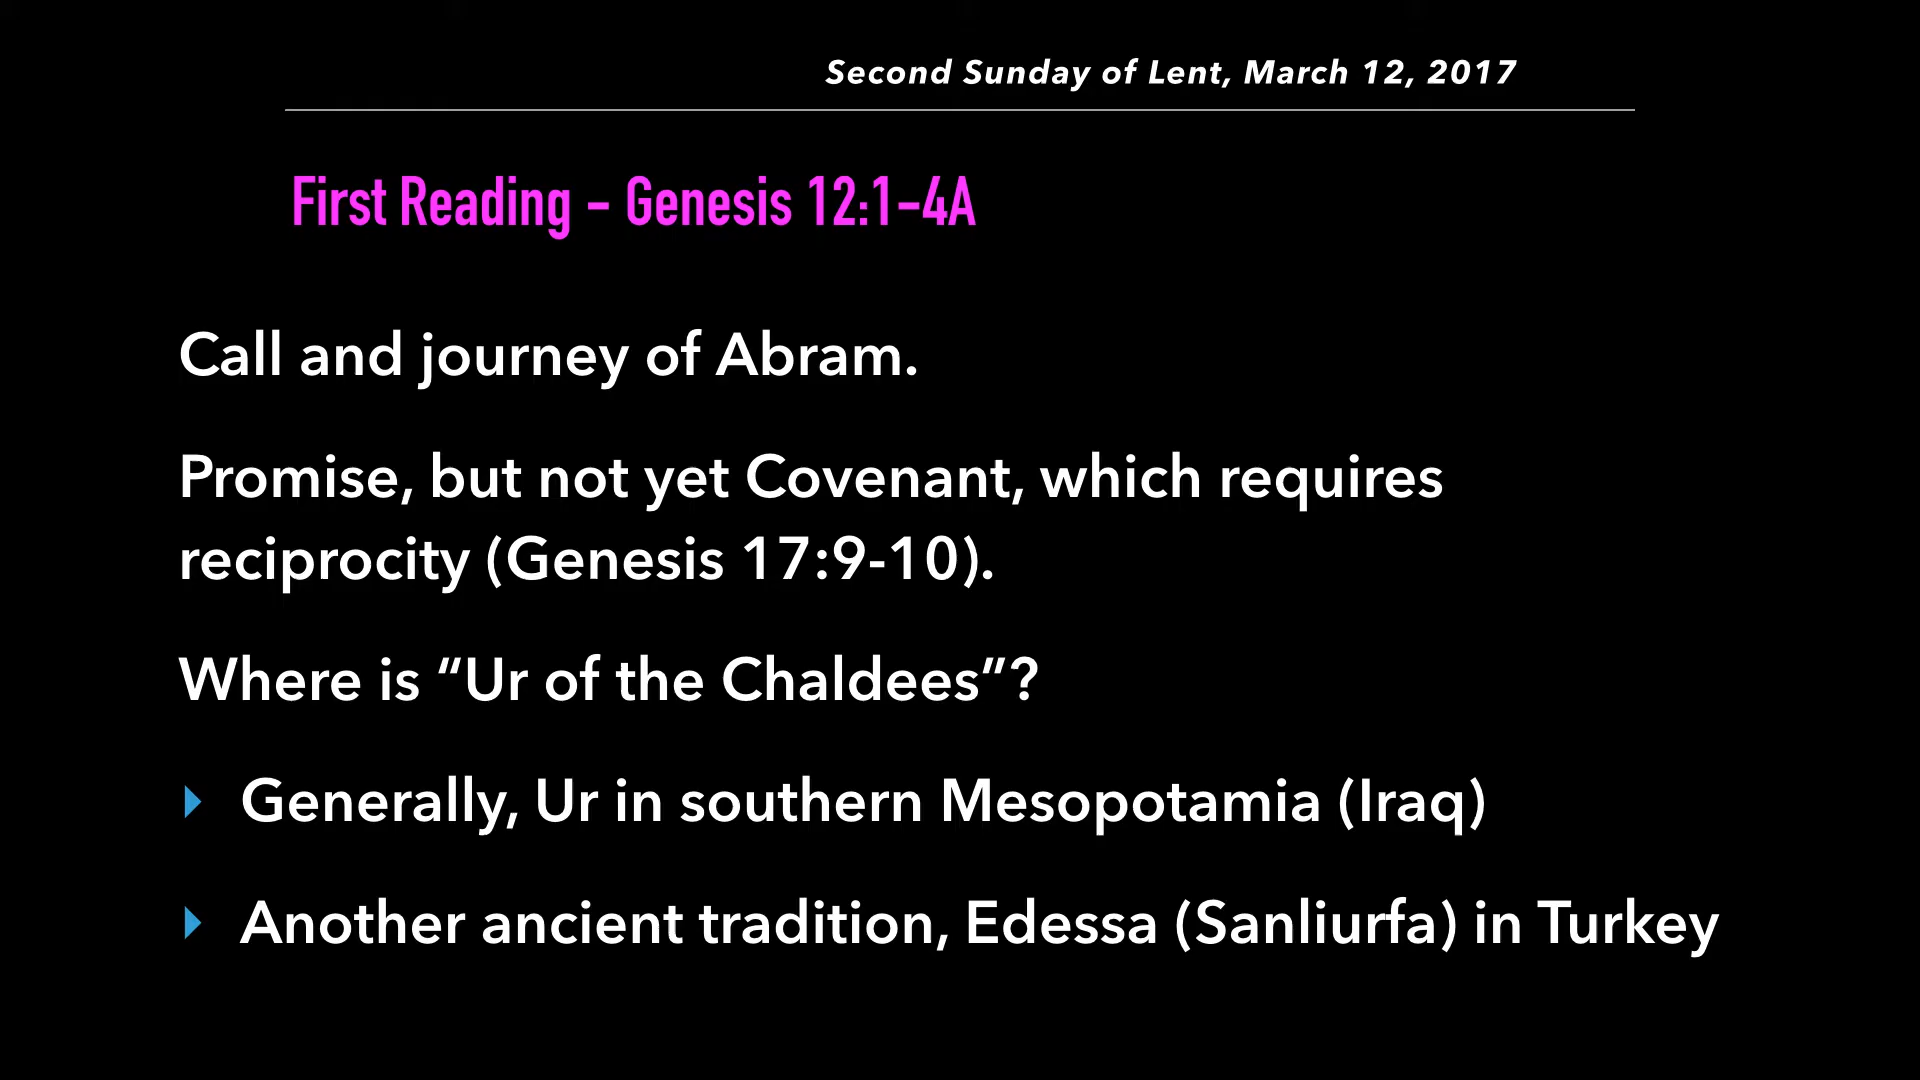 Second Sunday of Lent, March 12, 2017
First Reading – Genesis 12:1–4A
Call and journey of Abram.
Promise, but not yet Covenant, which requires
reciprocity (Genesis 17:9-10).
Where is “Ur of the Chaldees”?
Generally, Ur in southern Mesopotamia (Iraq)
Another ancient tradition, Edessa (Sanliurfa) in Turkey